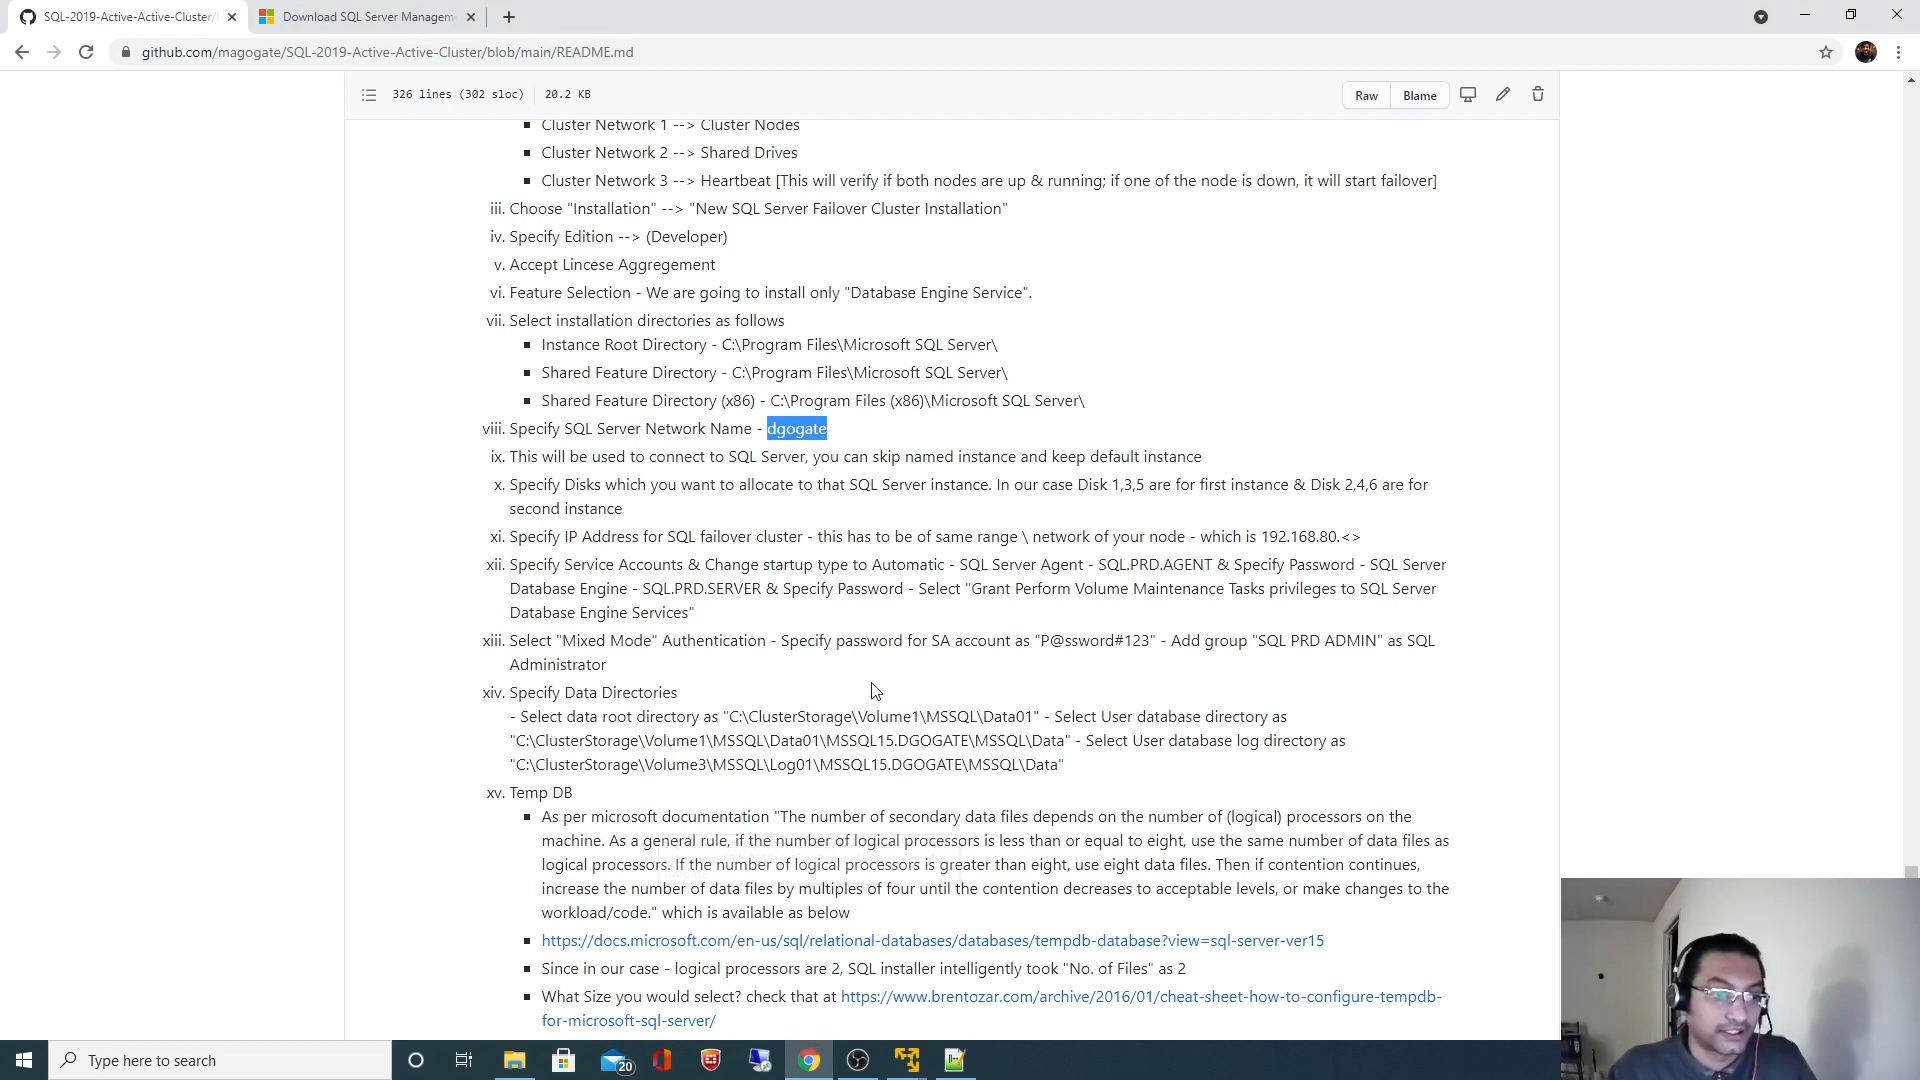 SQL-2019-Active-Active-Cluster/
Download SQL Server Managem
github.com/magogate/SQL-2019-Active-Active-Cluster/blob/main/README.md
326 lines (302 sloc) 20.2 KB
Raw Blame
Cluster Network 1 --> Cluster Nodes
Cluster Network 2 --> Shared Drives
Cluster Network 3 --> Heartbeat [This will verify if both nodes are up & running; if one of the node is down, it will start failover]
iii. Choose "Installation" --> "New SQL Server Failover Cluster Installation"
iv. Specify Edition --> (Developer)
v. Accept Lincese Aggregement
vi. Feature Selection - We are going to install only "Database Engine Service".
vii. Select installation directories as follows
Instance Root Directory - C:\Program Files\Microsoft SQL Server\
Shared Feature Directory - C:\Program Files\Microsoft SQL Server\
Shared Feature Directory (x86) - C:\Program Files (x86)\Microsoft SQL Server\
viii. Specify SQL Server Network Name - dgogate
ix. This will be used to connect to SQL Server, you can skip named instance and keep default instance
x. Specify Disks which you want to allocate to that SQL Server instance. In our case Disk 1,3,5 are for first instance & Disk 2,4,6 are for
second instance
xi. Specify IP Address for SQL failover cluster - this has to be of same range \ network of your node - which is 192.168.80.<>
xii. Specify Service Accounts & Change startup type to Automatic - SQL Server Agent - SQL.PRD.AGENT & Specify Password - SQL Server
Database Engine - SQL.PRD.SERVER & Specify Password - Select "Grant Perform Volume Maintenance Tasks privileges to SQL Server
Database Engine Services"
xiii. Select "Mixed Mode" Authentication - Specify password for SA account as "P@ssword#123" - Add group "SQL PRD ADMIN" as SQL
Administrator
xiv. Specify Data Directories
- Select data root directory as "C:\ClusterStorage\Volume1\MSSQL\Data01" - Select User database directory as
"C:\ClusterStorage\Volume1\MSSQL\Data01\MSSQL15.DGOGATE\MSSQL\Data" - Select User database log directory as
"C:\ClusterStorage\Volume3\MSSQL\Log01\MSSQL15.DGOGATE\MSSQL\Data"
xv. Temp DB
As per microsoft documentation "The number of secondary data files depends on the number of (logical) processors on the
machine. As a general rule, if the number of logical processors is less than or equal to eight, use the same number of data files as
logical processors. If the number of logical processors is greater than eight, use eight data files. Then if contention continues,
increase the number of data files by multiples of four until the contention decreases to acceptable levels, or make changes to the
workload/code." which is available as below
https://docs.microsoft.com/en-us/sql/relational-databases/databases/tempdb-database?view=sql-server-ver15
Since in our case - logical processors are 2, SQL installer intelligently took "No. of Files" as 2
What Size you would select? check that at https://www.brentozar.com/archive/2016/01/cheat-sheet-how-to-configure-tempdb-
for-microsoft-sql-server/
Type here to search
20